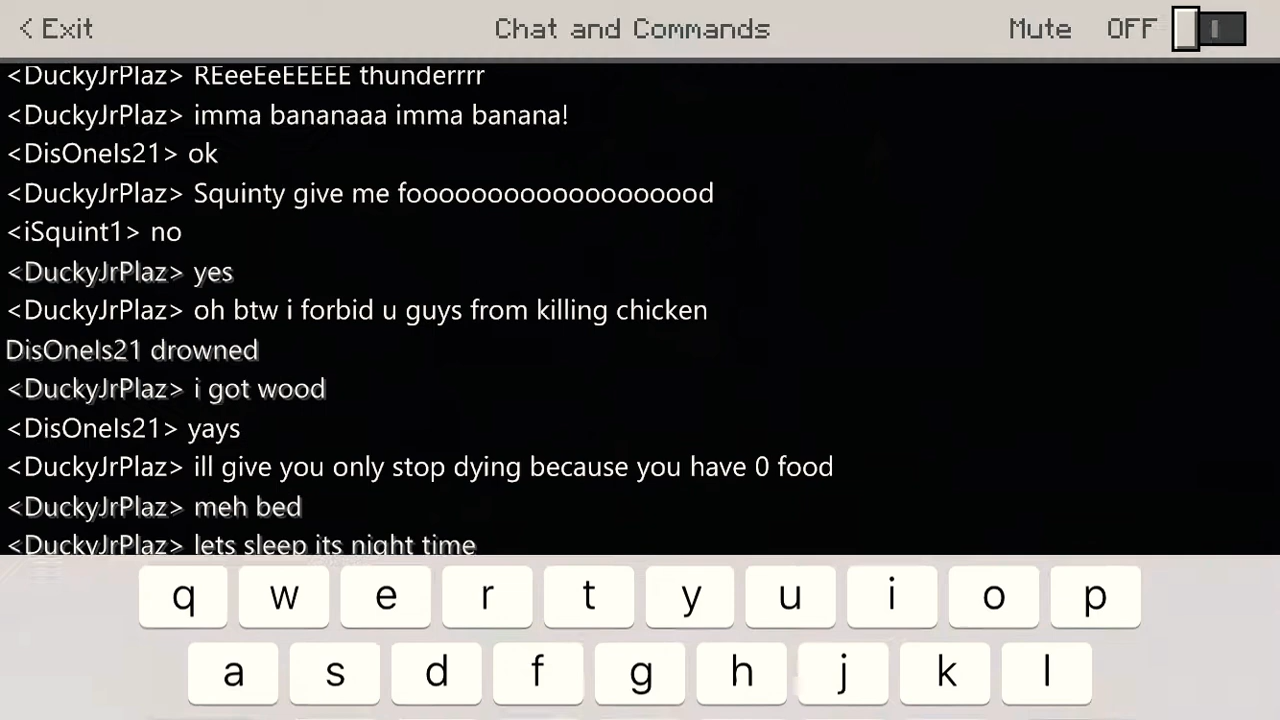 < Exit
Chat and Commands
Mute OFF
<DuckyJrPlaz> REeeEeEEEEE thunderrrr
<DuckyJrPlaz> imma bananaaa imma banana!
<DisOneIs21> ok
<DuckyJrPlaz> Squinty give me foooooooooooooooooood
<iSquint1> no
<DuckyJrPlaz> yes
<DuckyJrPlaz> oh btw i forbid u guys from killing chicken
DisOneIs21 drowned
<DuckyJrPlaz> i got wood
<DisOneIs21> yays
<DuckyJrPlaz> ill give you only stop dying because you have 0 food
<DuckyJrPlaz> meh bed
<DuckyJrPlaz> lets sleep its night time
q w e r t y u i o p
a s d f g h j k l